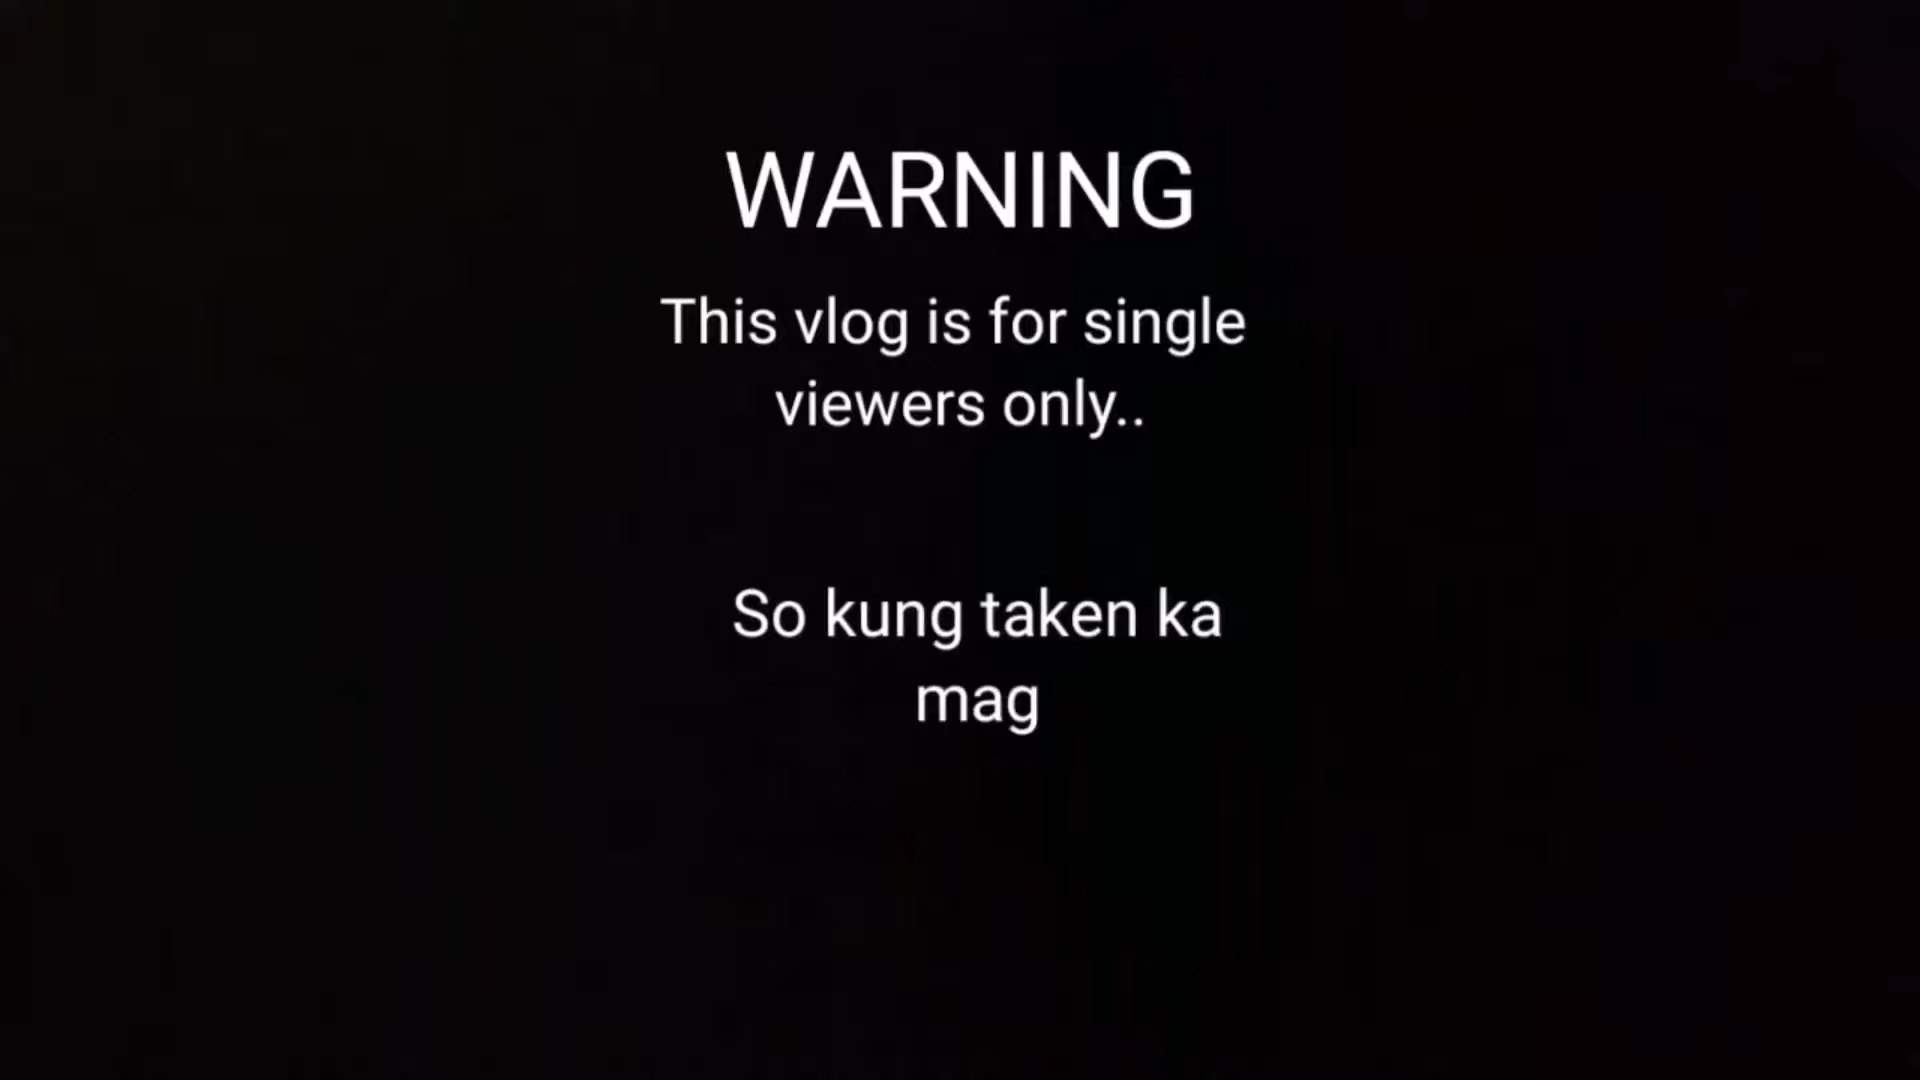 WARNING
This vlog is for single
viewers only..
So kung taken ka
mag